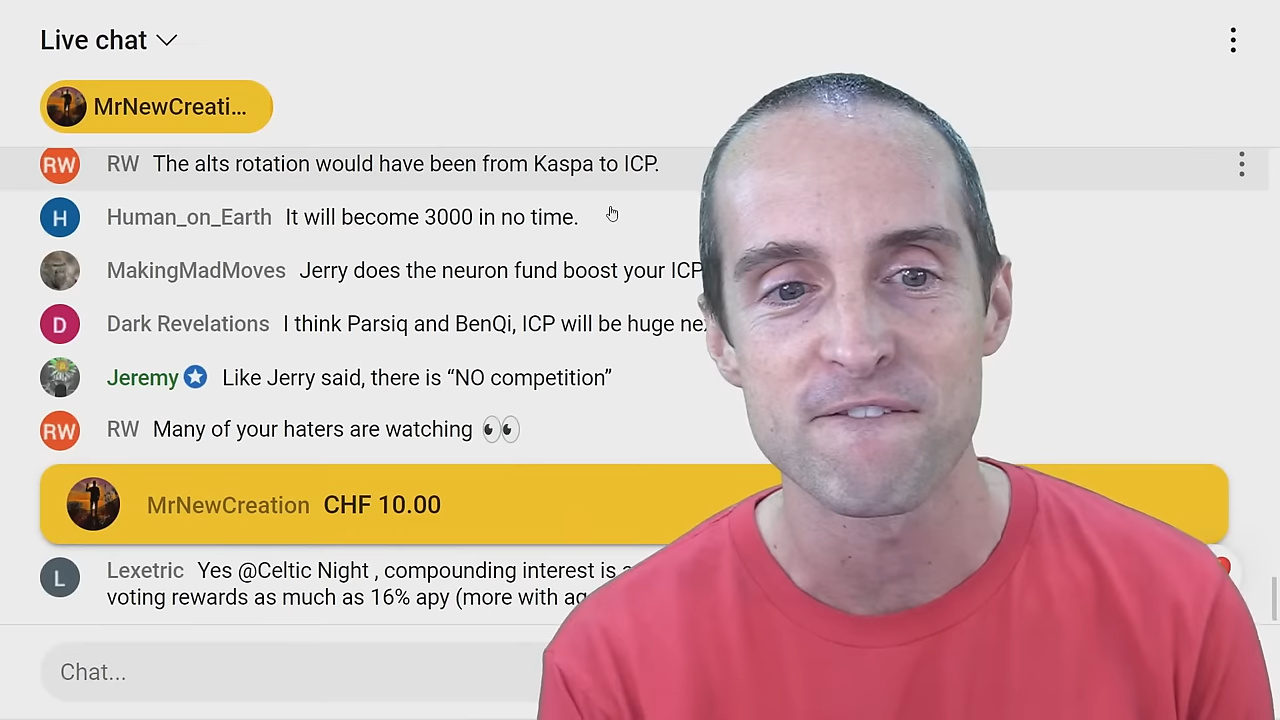 Live chat
MrNewCreati...
RW RW The alts rotation would have been from Kaspa to ICP.
H Human_on_Earth It will become 3000 in no time.
MakingMadMoves Jerry does the neuron fund boost your ICP
D Dark Revelations I think Parsiq and BenQi, ICP will be huge
Jeremy Like Jerry said, there is “NO competition”
RW RW Many of your haters are watching 👀
MrNewCreation CHF 10.00
L Lexetric Yes @Celtic Night , compounding interest is
voting rewards as much as 16% apy (more with
Chat...